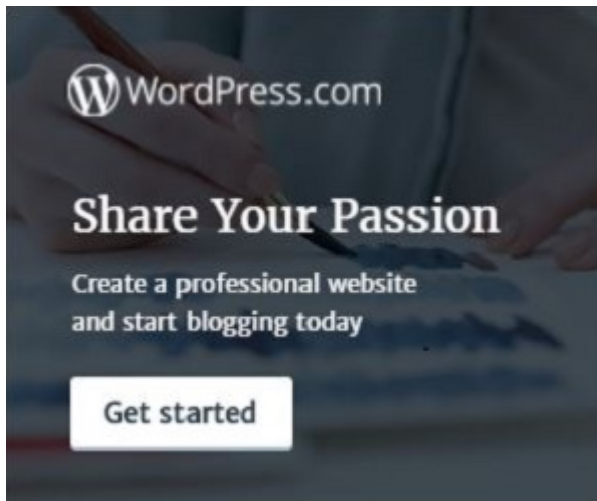 WordPress.com
Share Your Passion
Create a professional website
and start blogging today
Get started